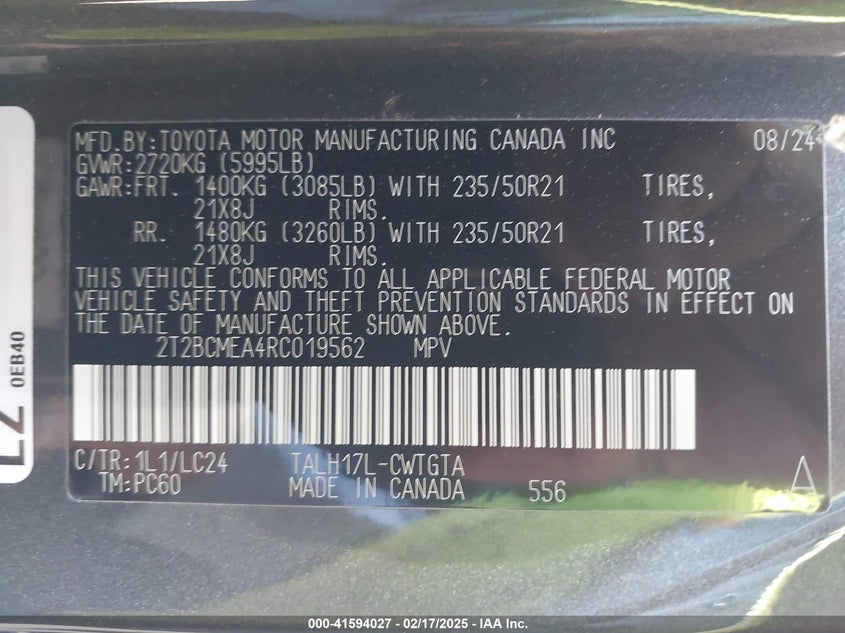 MFD.BY:TOYOTA MOTOR MANUFACTURING CANADA INC 08/24
GVWR:2720KG (5995LB)
GAWR:FRT. 1400KG (3085LB) WITH 235/50R21 TIRES,
21X8J RIMS.
RR. 1480KG (3260LB) WITH 235/50R21 TIRES,
21X8J RIMS.
THIS VEHICLE CONFORMS TO ALL APPLICABLE FEDERAL MOTOR
VEHICLE SAFETY AND THEFT PREVENTION STANDARDS IN EFFECT ON
THE DATE OF MANUFACTURE SHOWN ABOVE.
2T2BCMEA4RC019562 MPV
C/TR:1L1/LC24 TALH17L-CWTGTA
TM:PC60 MADE IN CANADA 556 A
0EB40
000-41594027 - 02/17/2025 - IAA Inc.